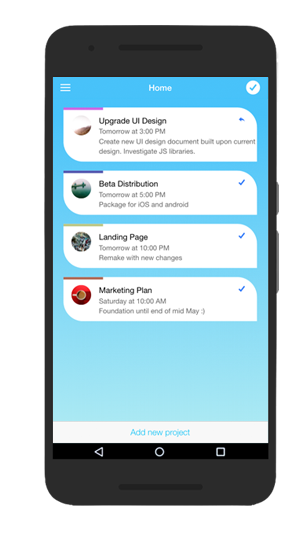 Home
Upgrade UI Design
Tomorrow at 3:00 PM
Create new UI design document built upon current
design. Investigate JS libraries.
Beta Distribution
Tomorrow at 5:00 PM
Package for iOS and android
Landing Page
Tomorrow at 10:00 PM
Remake with new changes
Marketing Plan
Saturday at 10:00 AM
Foundation until end of mid May :)
Add new project